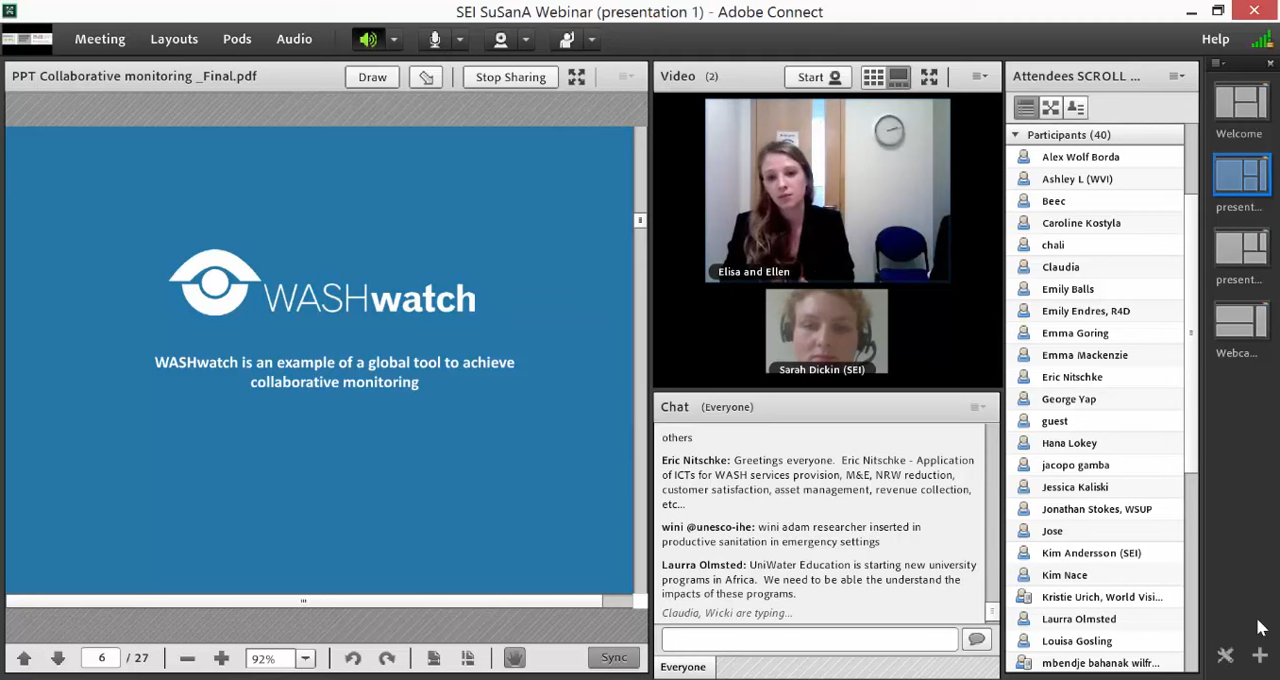 SEI SuSanA Webinar (presentation 1) - Adobe Connect
Meeting
Layouts
Pods
Audio
Help
PPT Collaborative monitoring _Final.pdf
Draw
Stop Sharing
WASHwatch
WASHwatch is an example of a global tool to achieve
collaborative monitoring
6 / 27
92%
Sync
Video (2)
Start
Elisa and Ellen
Sarah Dickin (SEI)
Chat (Everyone)
others
Eric Nitschke: Greetings everyone. Eric Nitschke - Application
of ICTs for WASH services provision, M&E, NRW reduction,
customer satisfaction, asset management, revenue collection,
etc...
wini @unesco-ihe: wini adam researcher inserted in
productive sanitation in emergency settings
Laurra Olmsted: UniWater Education is starting new university
programs in Africa. We need to be able the understand the
impacts of these programs.
Claudia, Wicki are typing...
Everyone
Attendees SCROLL ...
Participants (40)
Alex Wolf Borda
Ashley L (WVI)
Beec
Caroline Kostyla
chali
Claudia
Emily Balls
Emily Endres, R4D
Emma Goring
Emma Mackenzie
Eric Nitschke
George Yap
guest
Hana Lokey
jacopo gamba
Jessica Kaliski
Jonathan Stokes, WSUP
Jose
Kim Andersson (SEI)
Kim Nace
Kristie Urich, World Visi...
Laurra Olmsted
Louisa Gosling
mbendje bahanak wilfr...
Welcome
present...
present...
Webca...